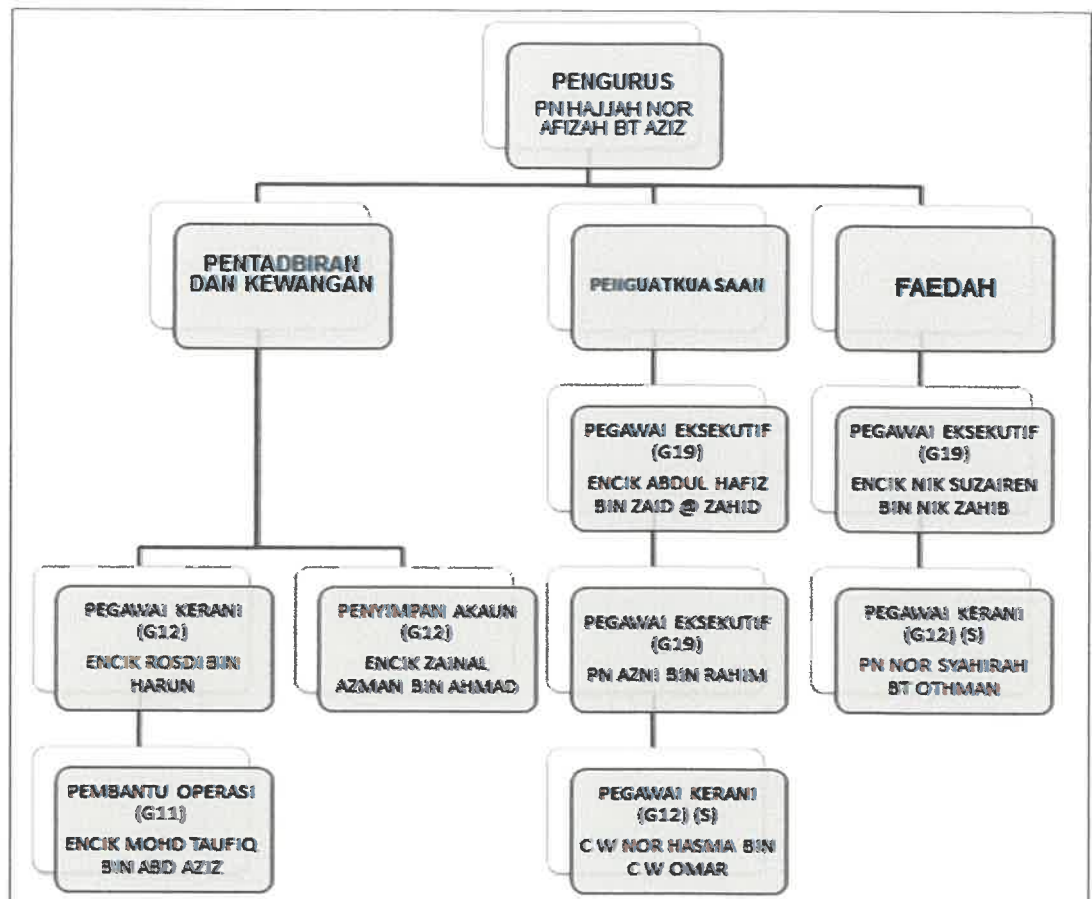 PENGURUS
PN HAJJAH NOR
AFIZAH BT AZIZ
PENTADBIRAN
DAN KEWANGAN
PENGUATKUASAAN
FAEDAH
PEGAWAI EKSEKUTIF
(G19)
ENCIK ABDUL HAFIZ
BIN ZAID @ ZAHID
PEGAWAI EKSEKUTIF
(G19)
ENCIK NIK SUZAIREN
BIN NIK ZAHIB
PEGAWAI KERANI
(G12)
ENCIK ROSDI BIN
HARUN
PENYIMPAN AKAUN
(G12)
ENCIK ZAINAL
AZMAN BIN AHMAD
PEGAWAI EKSEKUTIF
(G19)
PN AZNI BIN RAHIM
PEGAWAI KERANI
(G12) (S)
PN NOR SYAHIRAH
BT OTHMAN
PEMBANTU OPERASI
(G11)
ENCIK MOHD TAUFIQ
BIN ABD AZIZ
PEGAWAI KERANI
(G12) (S)
C W NOR HASMA BIN
C W OMAR